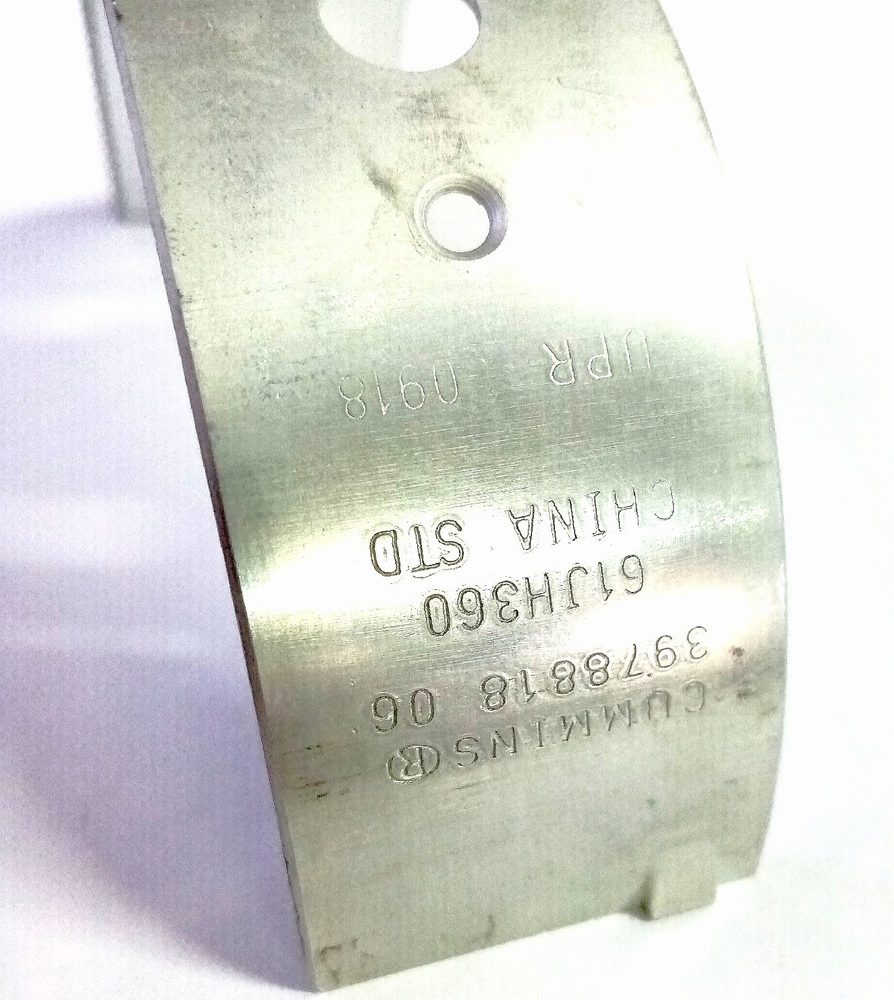 CUMMINS®
3978818 06
61JH360
CHINA STD
UPR 0918